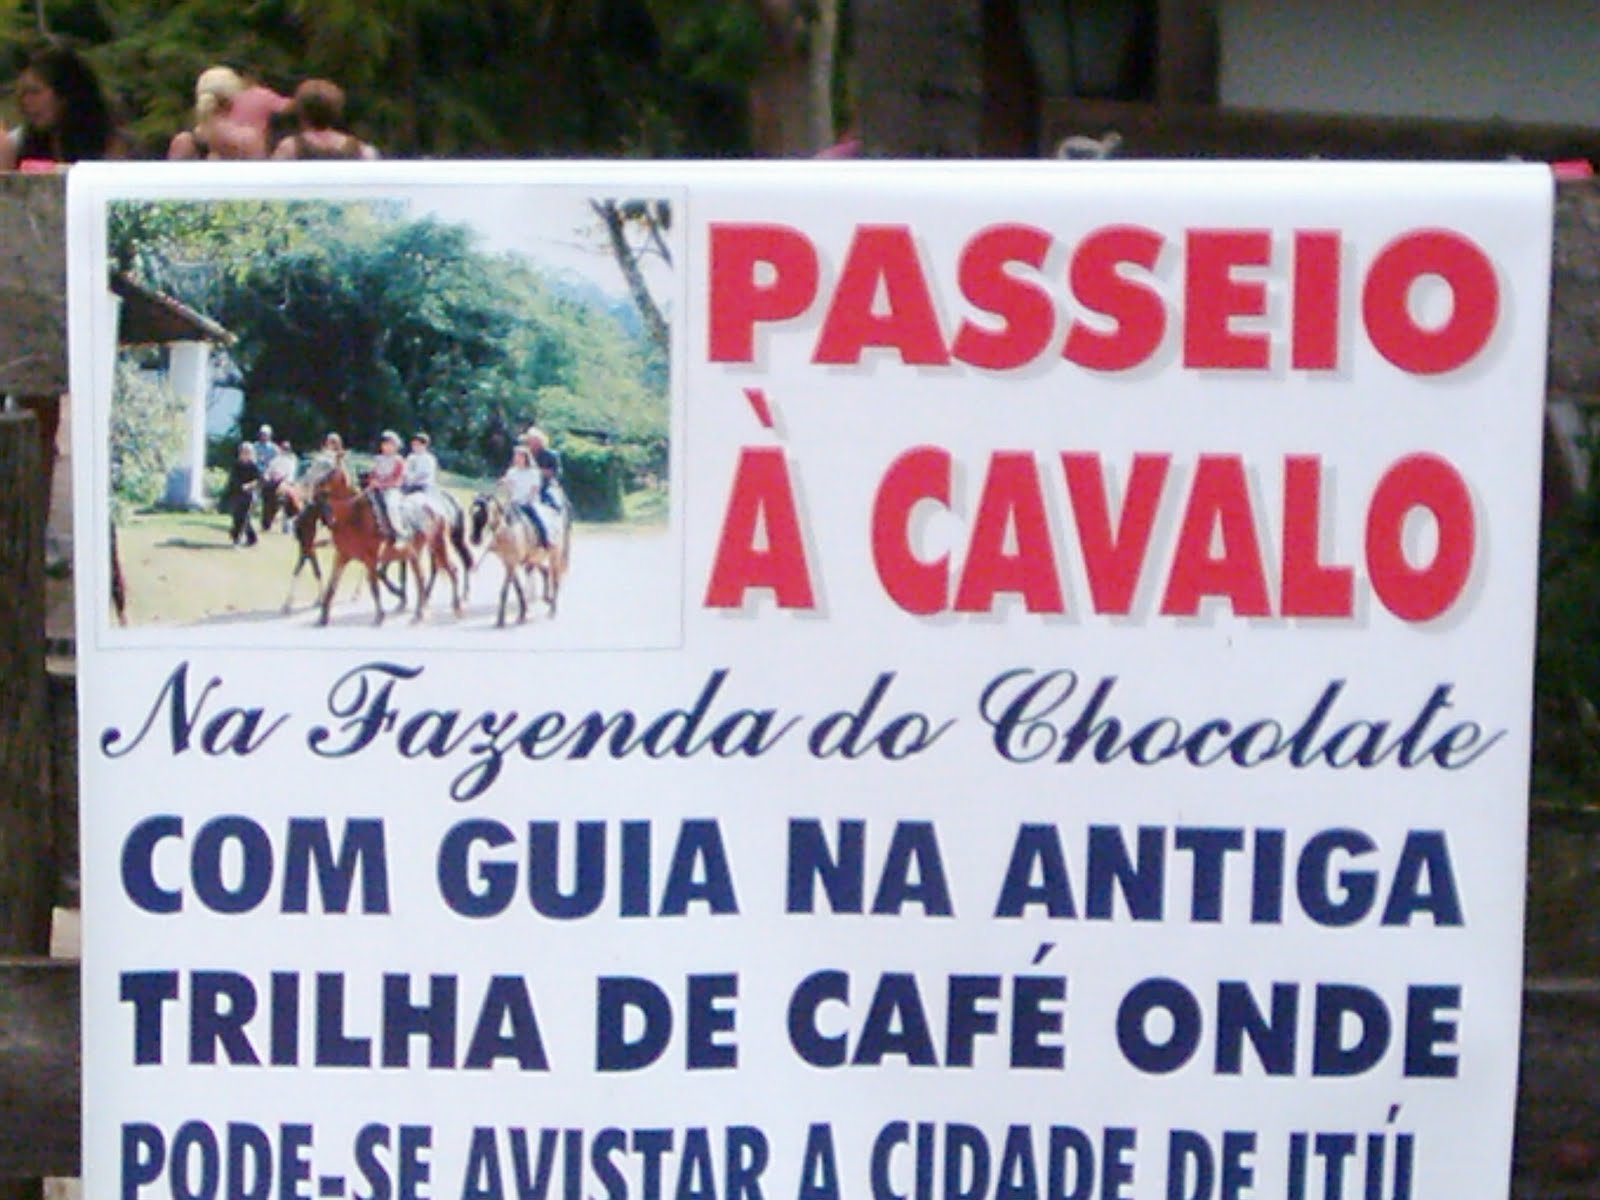 PASSEIO
À CAVALO
Na Fazenda do Chocolate
COM GUIA NA ANTIGA
TRILHA DE CAFÉ ONDE
PODE-SE AVISTAR A CIDADE DE ITÚ